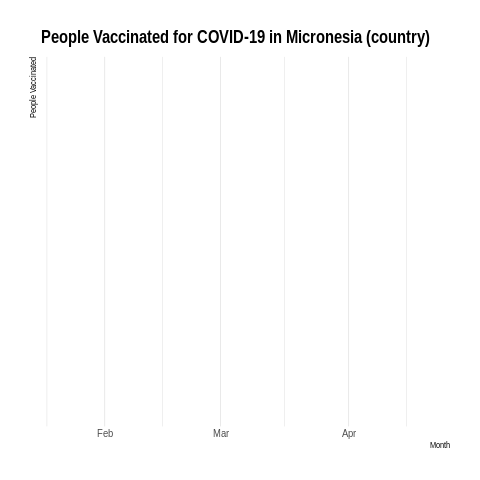 People Vaccinated for COVID-19 in Micronesia (country)
People Vaccinated
Feb
Mar
Apr
Month